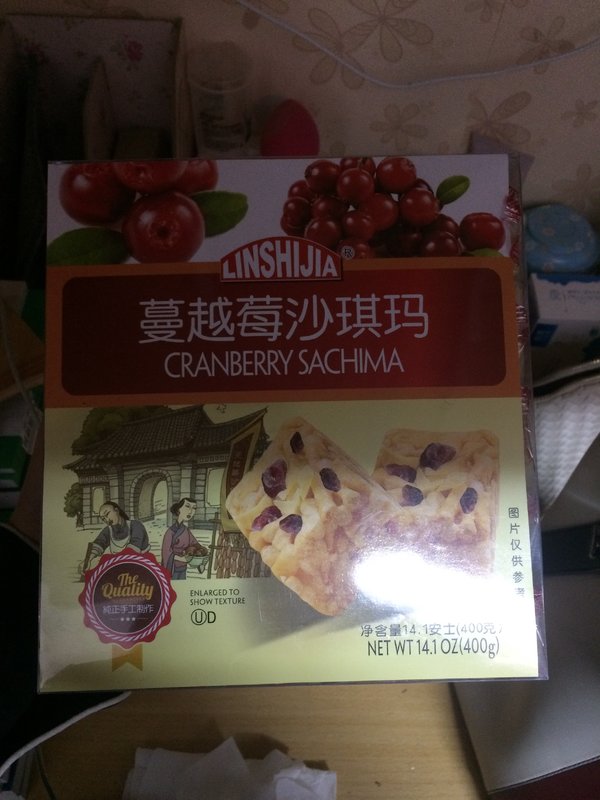 LINSHIJIA
®
蔓越莓沙琪玛
CRANBERRY SACHIMA
图片仅供参考
The
Quality
純正手工制作
ENLARGED TO
SHOW TEXTURE
ⓊD
净含量14.1安士(400克)
NET WT 14.1 OZ(400g)